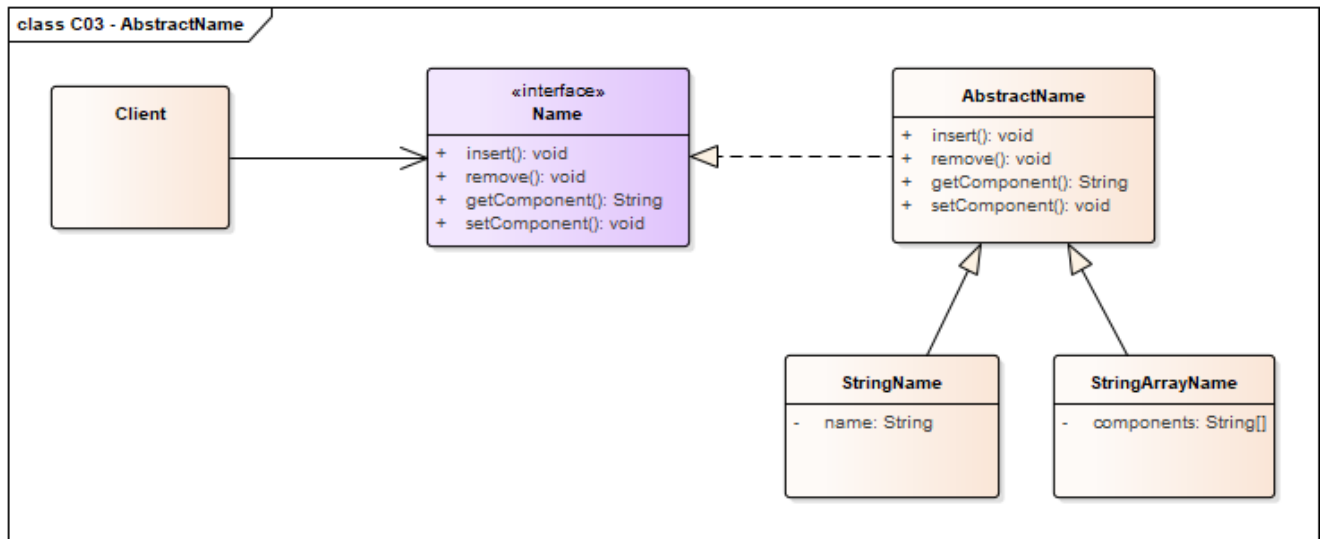 class C03 - AbstractName
Client
«interface»
Name
+ insert(): void
+ remove(): void
+ getComponent(): String
+ setComponent(): void
AbstractName
+ insert(): void
+ remove(): void
+ getComponent(): String
+ setComponent(): void
StringName
- name: String
StringArrayName
- components: String[]